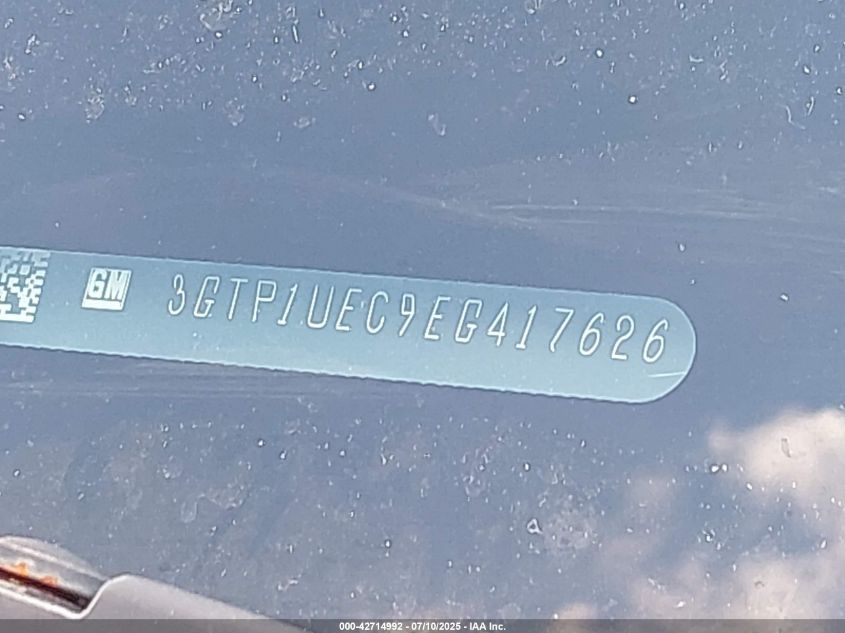 GM 3GTP1UEC9EG417626
000-42714992 - 07/10/2025 - IAA Inc.